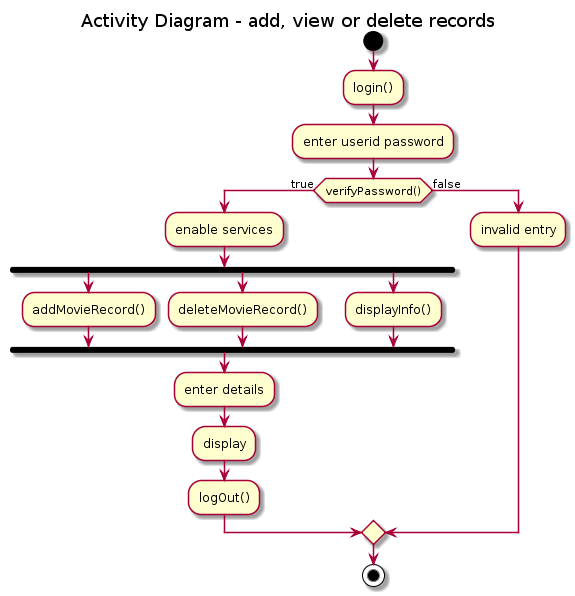 Activity Diagram - add, view or delete records
login()
enter userid password
true
verifyPassword()
false
enable services
invalid entry
addMovieRecord()
deleteMovieRecord()
displayInfo()
enter details
display
logOut()